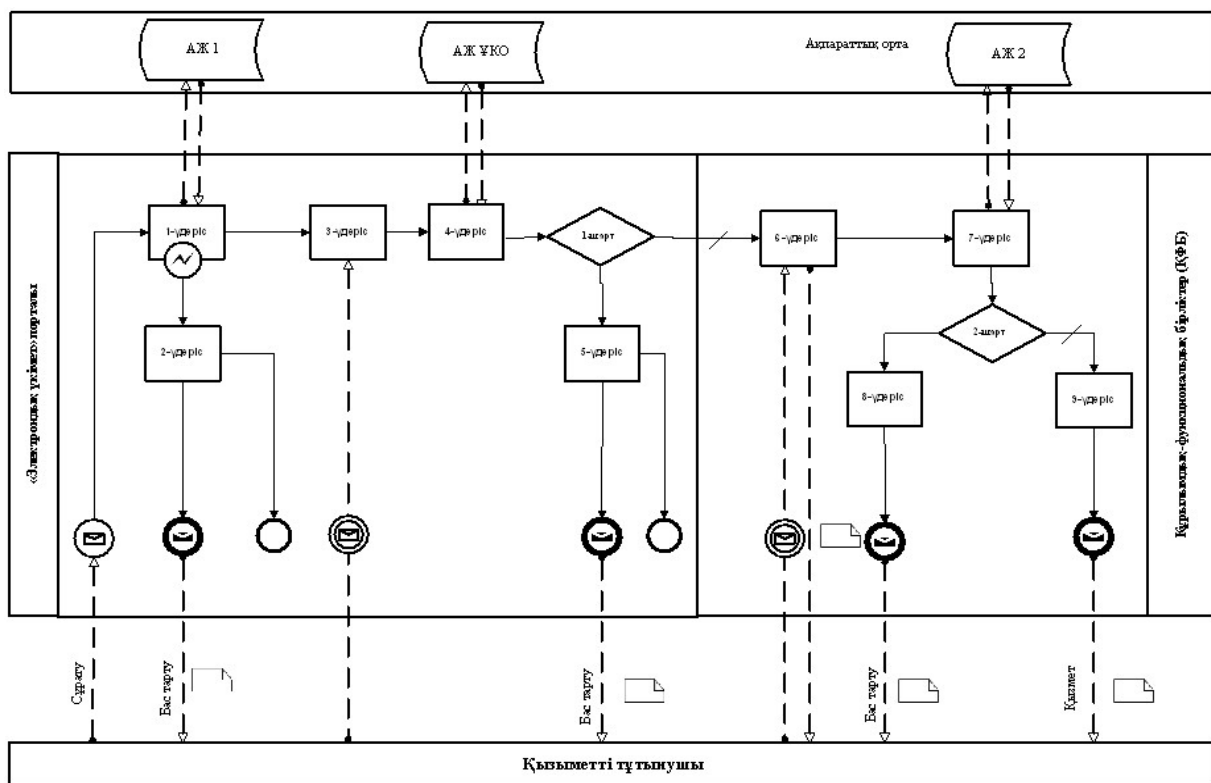 АЖ 1
АЖ ҰКО
Ақпараттық орта
АЖ 2
«Электрондық үкімет» порталы
1-үдеріс
3-үдеріс
4-үдеріс
1-шарт
6-үдеріс
7-үдеріс
2-үдеріс
5-үдеріс
2-шарт
8-үдеріс
9-үдеріс
Құрылымдық-функционалдық бірліктер (ҚФБ)
Сұрату
Бас тарту
Бас тарту
Бас тарту
Қызмет
Қызыметті тұтынушы